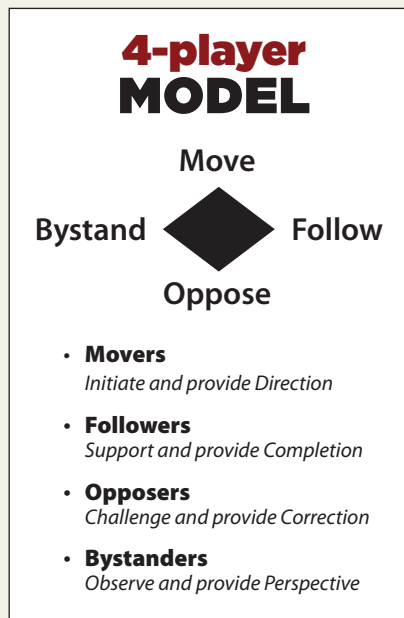 4-player
MODEL
Move
Bystand Follow
Oppose
• Movers
Initiate and provide Direction
• Followers
Support and provide Completion
• Opposers
Challenge and provide Correction
• Bystanders
Observe and provide Perspective